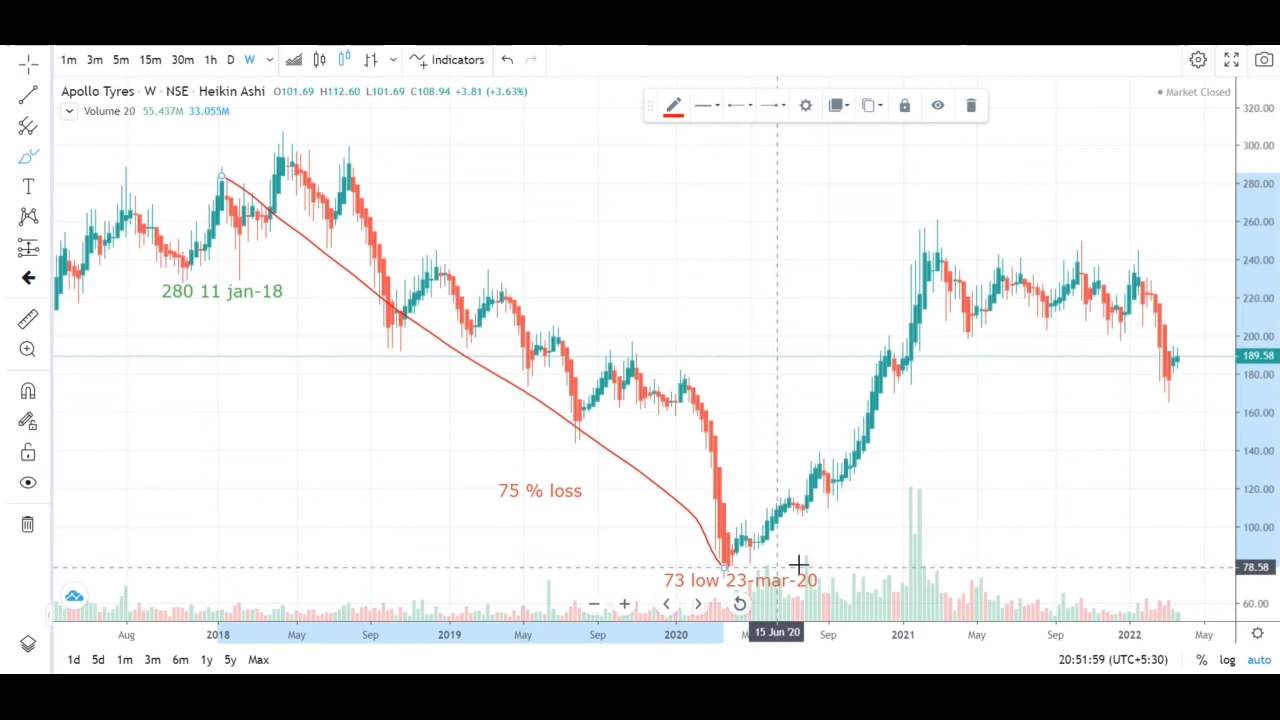 1m 3m 5m 15m 30m 1h D W Indicators
Apollo Tyres • W • NSE • Heikin Ashi O101.69 H112.60 L101.69 C108.94 +3.81 (+3.63%)
Market Closed
Volume 20 55.437M 33.055M
320.00
300.00
280.00
260.00
240.00
220.00
200.00
189.58
180.00
160.00
140.00
120.00
100.00
78.58
60.00
280 11 jan-18
75 % loss
73 low 23-mar-20
Aug 2018 May Sep 2019 May Sep 2020 15 Jun '20 Sep 2021 May Sep 2022 May
1d 5d 1m 3m 6m 1y 5y Max 20:51:59 (UTC+5:30) % log auto